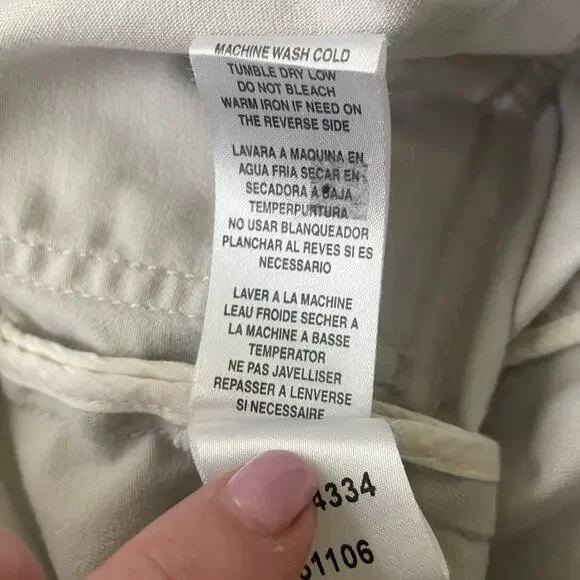 MACHINE WASH COLD
TUMBLE DRY LOW
DO NOT BLEACH
WARM IRON IF NEED ON
THE REVERSE SIDE
LAVARA A MAQUINA EN
AGUA FRIA SECAR EN
SECADORA A BAJA
TEMPERPURTURA
NO USAR BLANQUEADOR
PLANCHAR AL REVES SI ES
NECESSARIO
LAVER A LA MACHINE
LEAU FROIDE SECHER A
LA MACHINE A BASSE
TEMPERATOR
NE PAS JAVELLISER
REPASSER A LENVERSE
SI NECESSAIRE
4334
1106